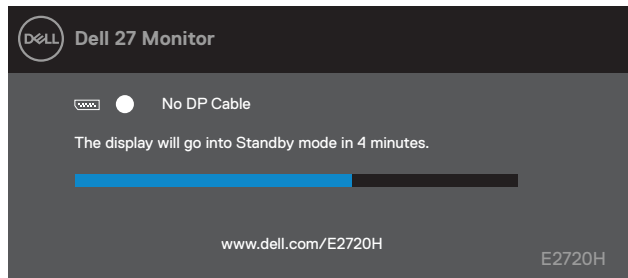 DELL
Dell 27 Monitor
No DP Cable
The display will go into Standby mode in 4 minutes.
www.dell.com/E2720H
E2720H